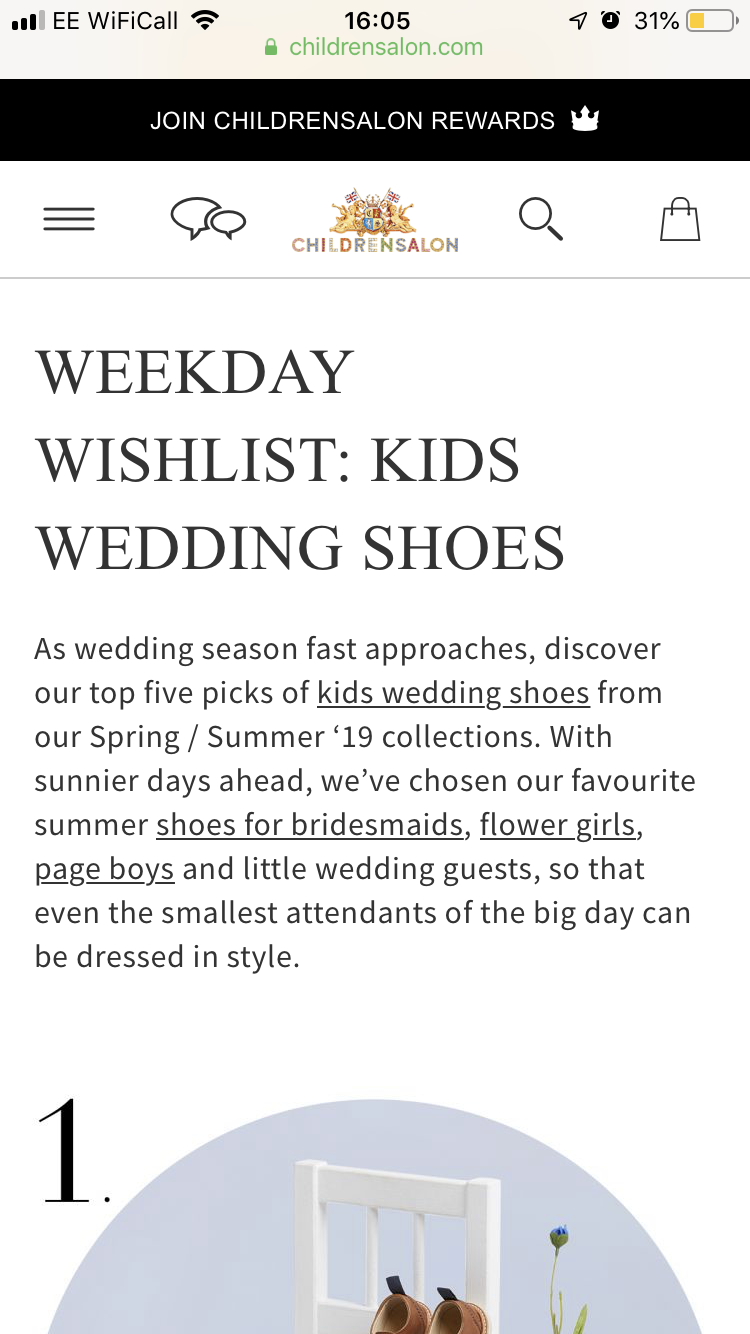 EE WiFiCall 16:05 31%
childrensalon.com
JOIN CHILDRENSALON REWARDS
CHILDRENSALON
WEEKDAY
WISHLIST: KIDS
WEDDING SHOES
As wedding season fast approaches, discover
our top five picks of kids wedding shoes from
our Spring / Summer ‘19 collections. With
sunnier days ahead, we’ve chosen our favourite
summer shoes for bridesmaids, flower girls,
page boys and little wedding guests, so that
even the smallest attendants of the big day can
be dressed in style.
1.